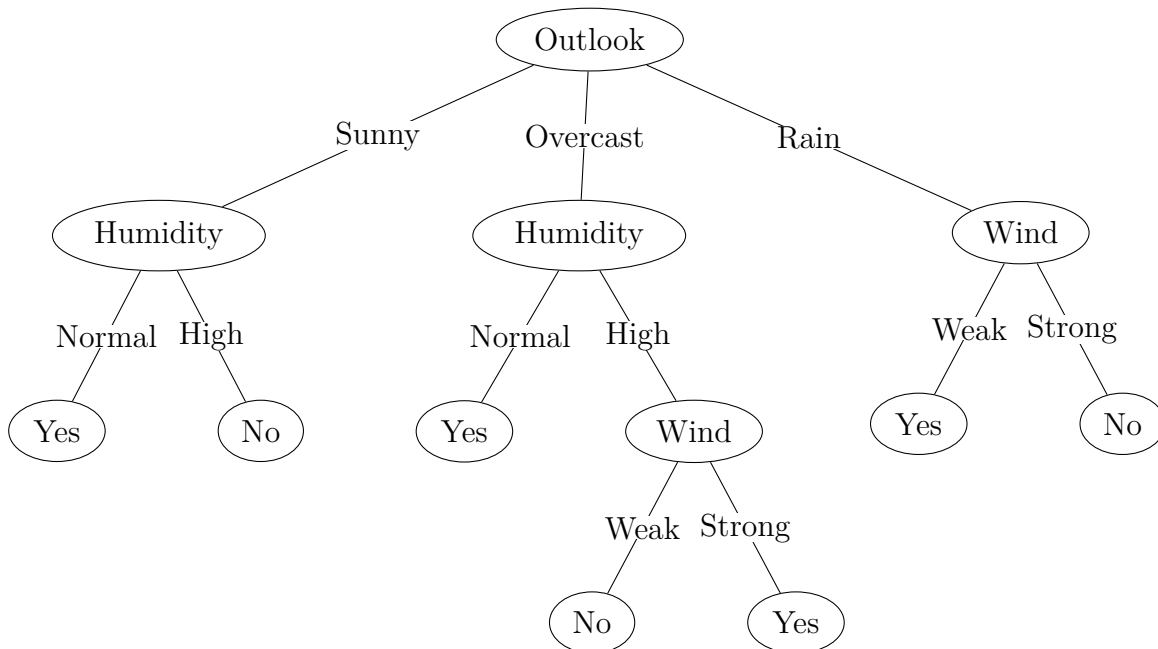 Outlook
Sunny Overcast Rain
Humidity Humidity Wind
Normal High Normal High Weak Strong
Yes No Yes Wind Yes No
Weak Strong
No Yes